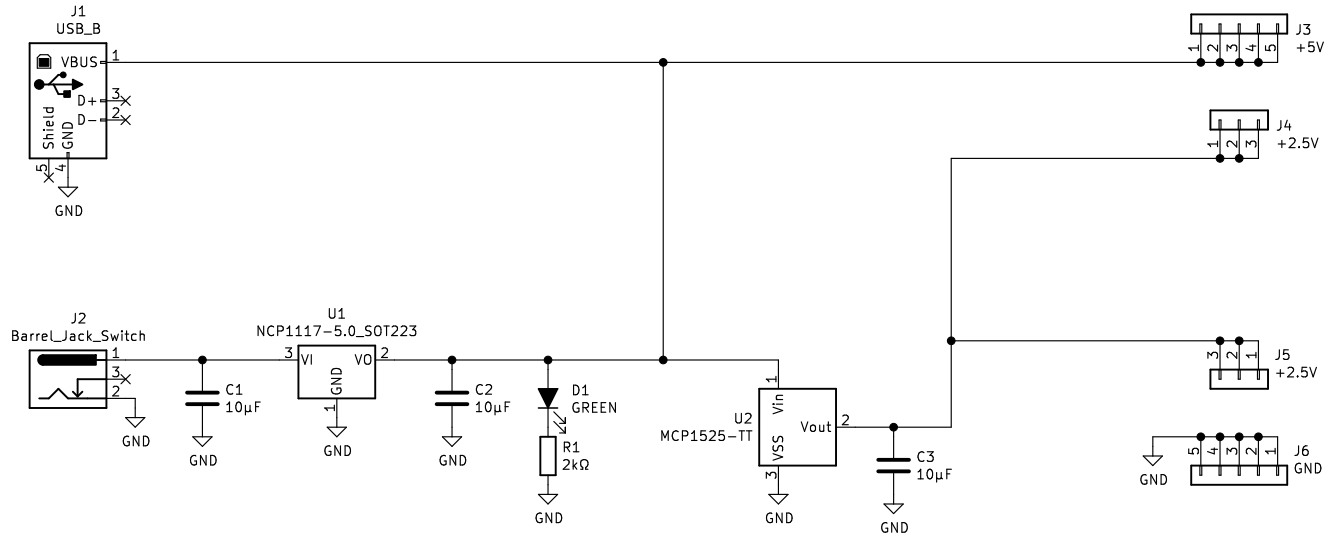 J1
USB_B
VBUS 1
D+ 3
D- 2
Shield
GND
5
4
GND
J3
+5V
1 2 3 4 5
J4
+2.5V
1 2 3
J2
Barrel_Jack_Switch
1
3
2
GND
C1
10µF
GND
U1
NCP1117-5.0_SOT223
3 VI
VO 2
GND
1
GND
C2
10µF
GND
D1
GREEN
R1
2kΩ
GND
U2
MCP1525-TT
1
Vin
Vout 2
VSS
3
GND
C3
10µF
GND
J5
+2.5V
3 2 1
J6
GND
5 4 3 2 1
GND